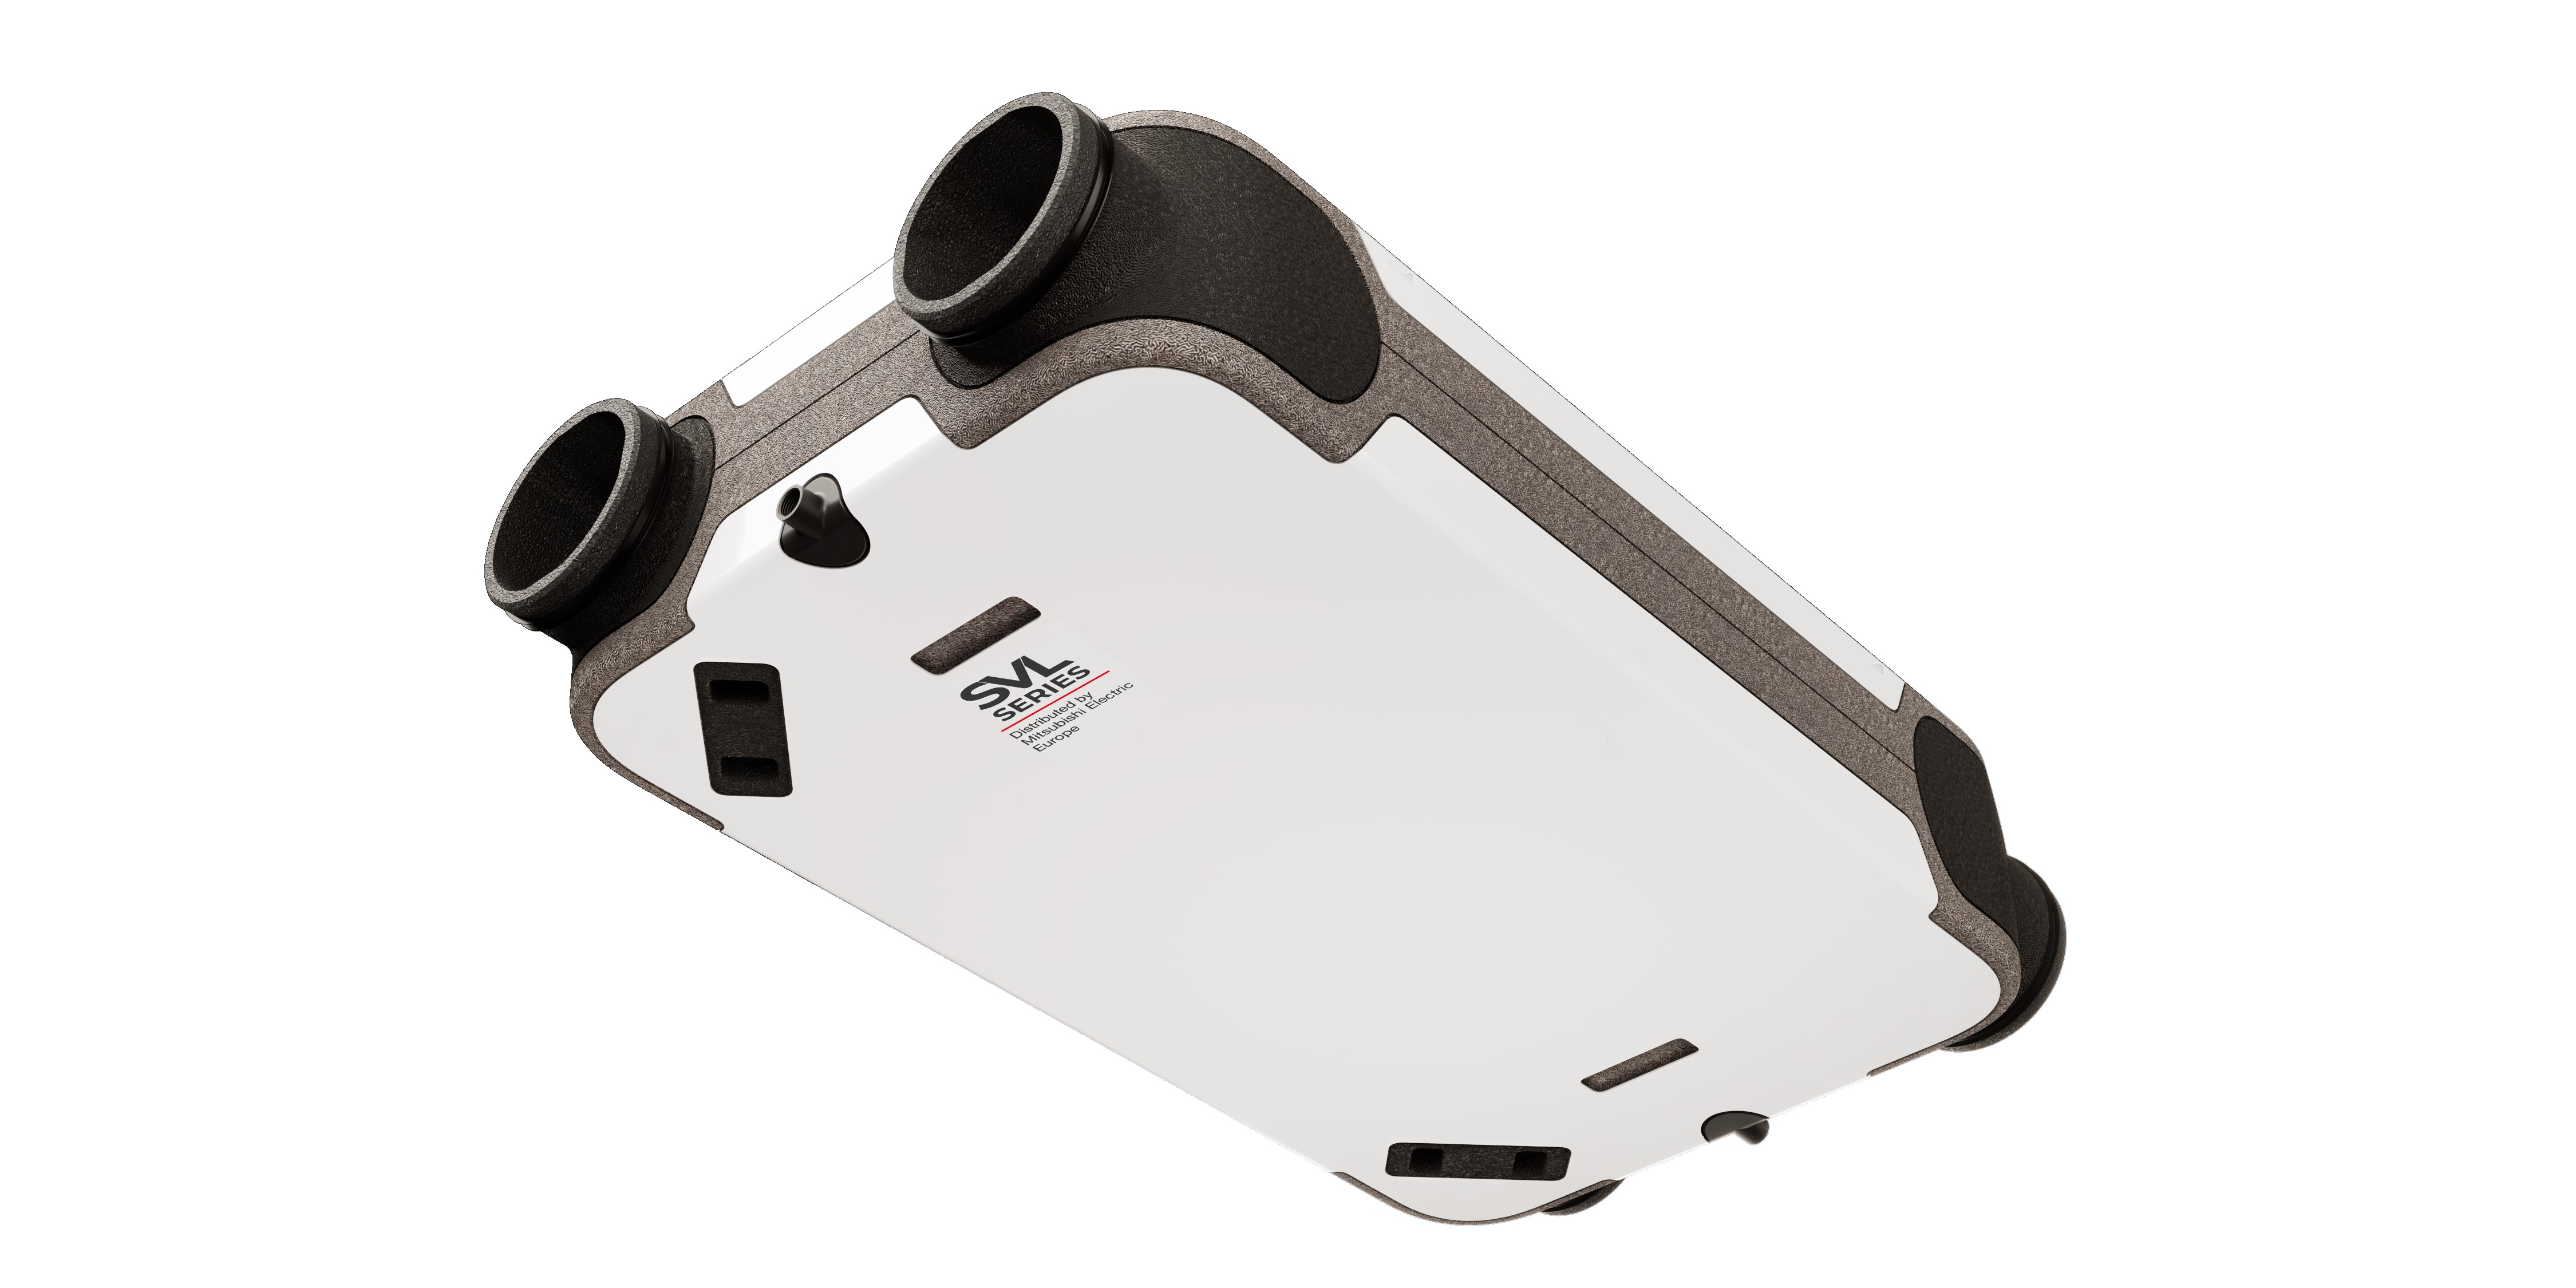 SVL
SERIES
Distributed by
Mitsubishi Electric
Europe